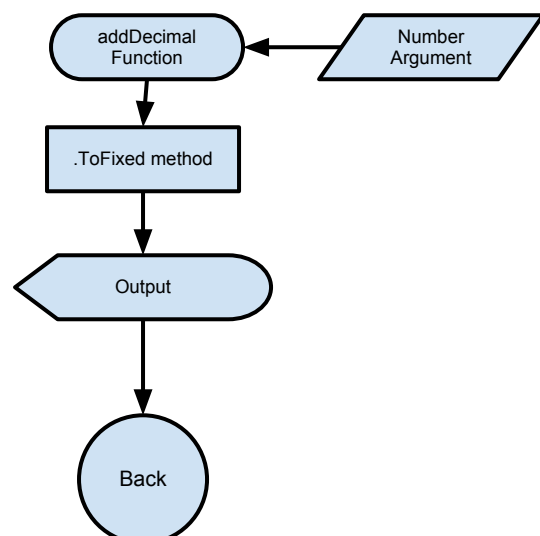 addDecimal
Function
Number
Argument
.ToFixed method
Output
Back